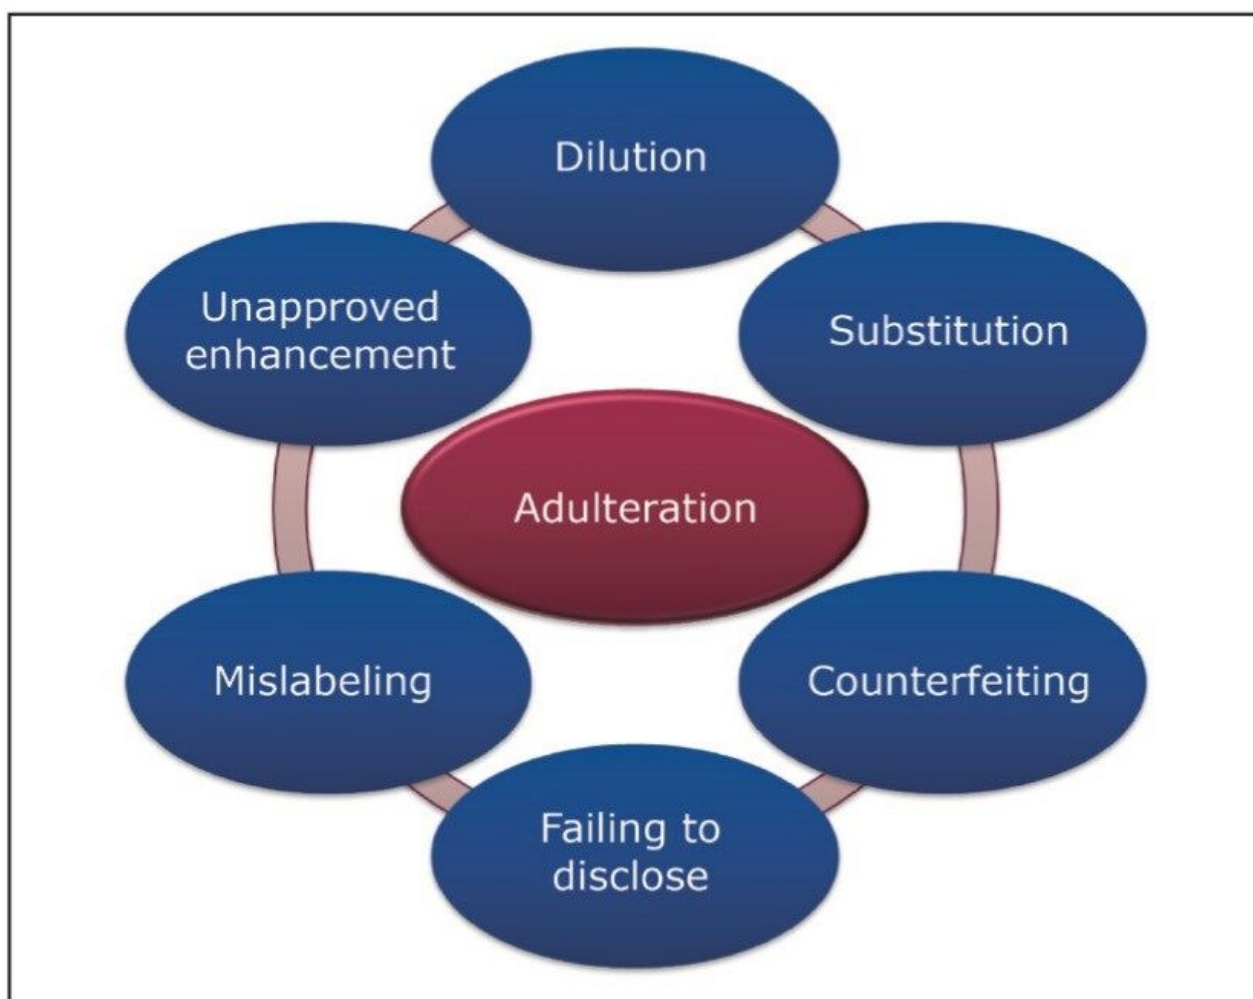 Dilution
Substitution
Counterfeiting
Failing to
disclose
Mislabeling
Unapproved
enhancement
Adulteration